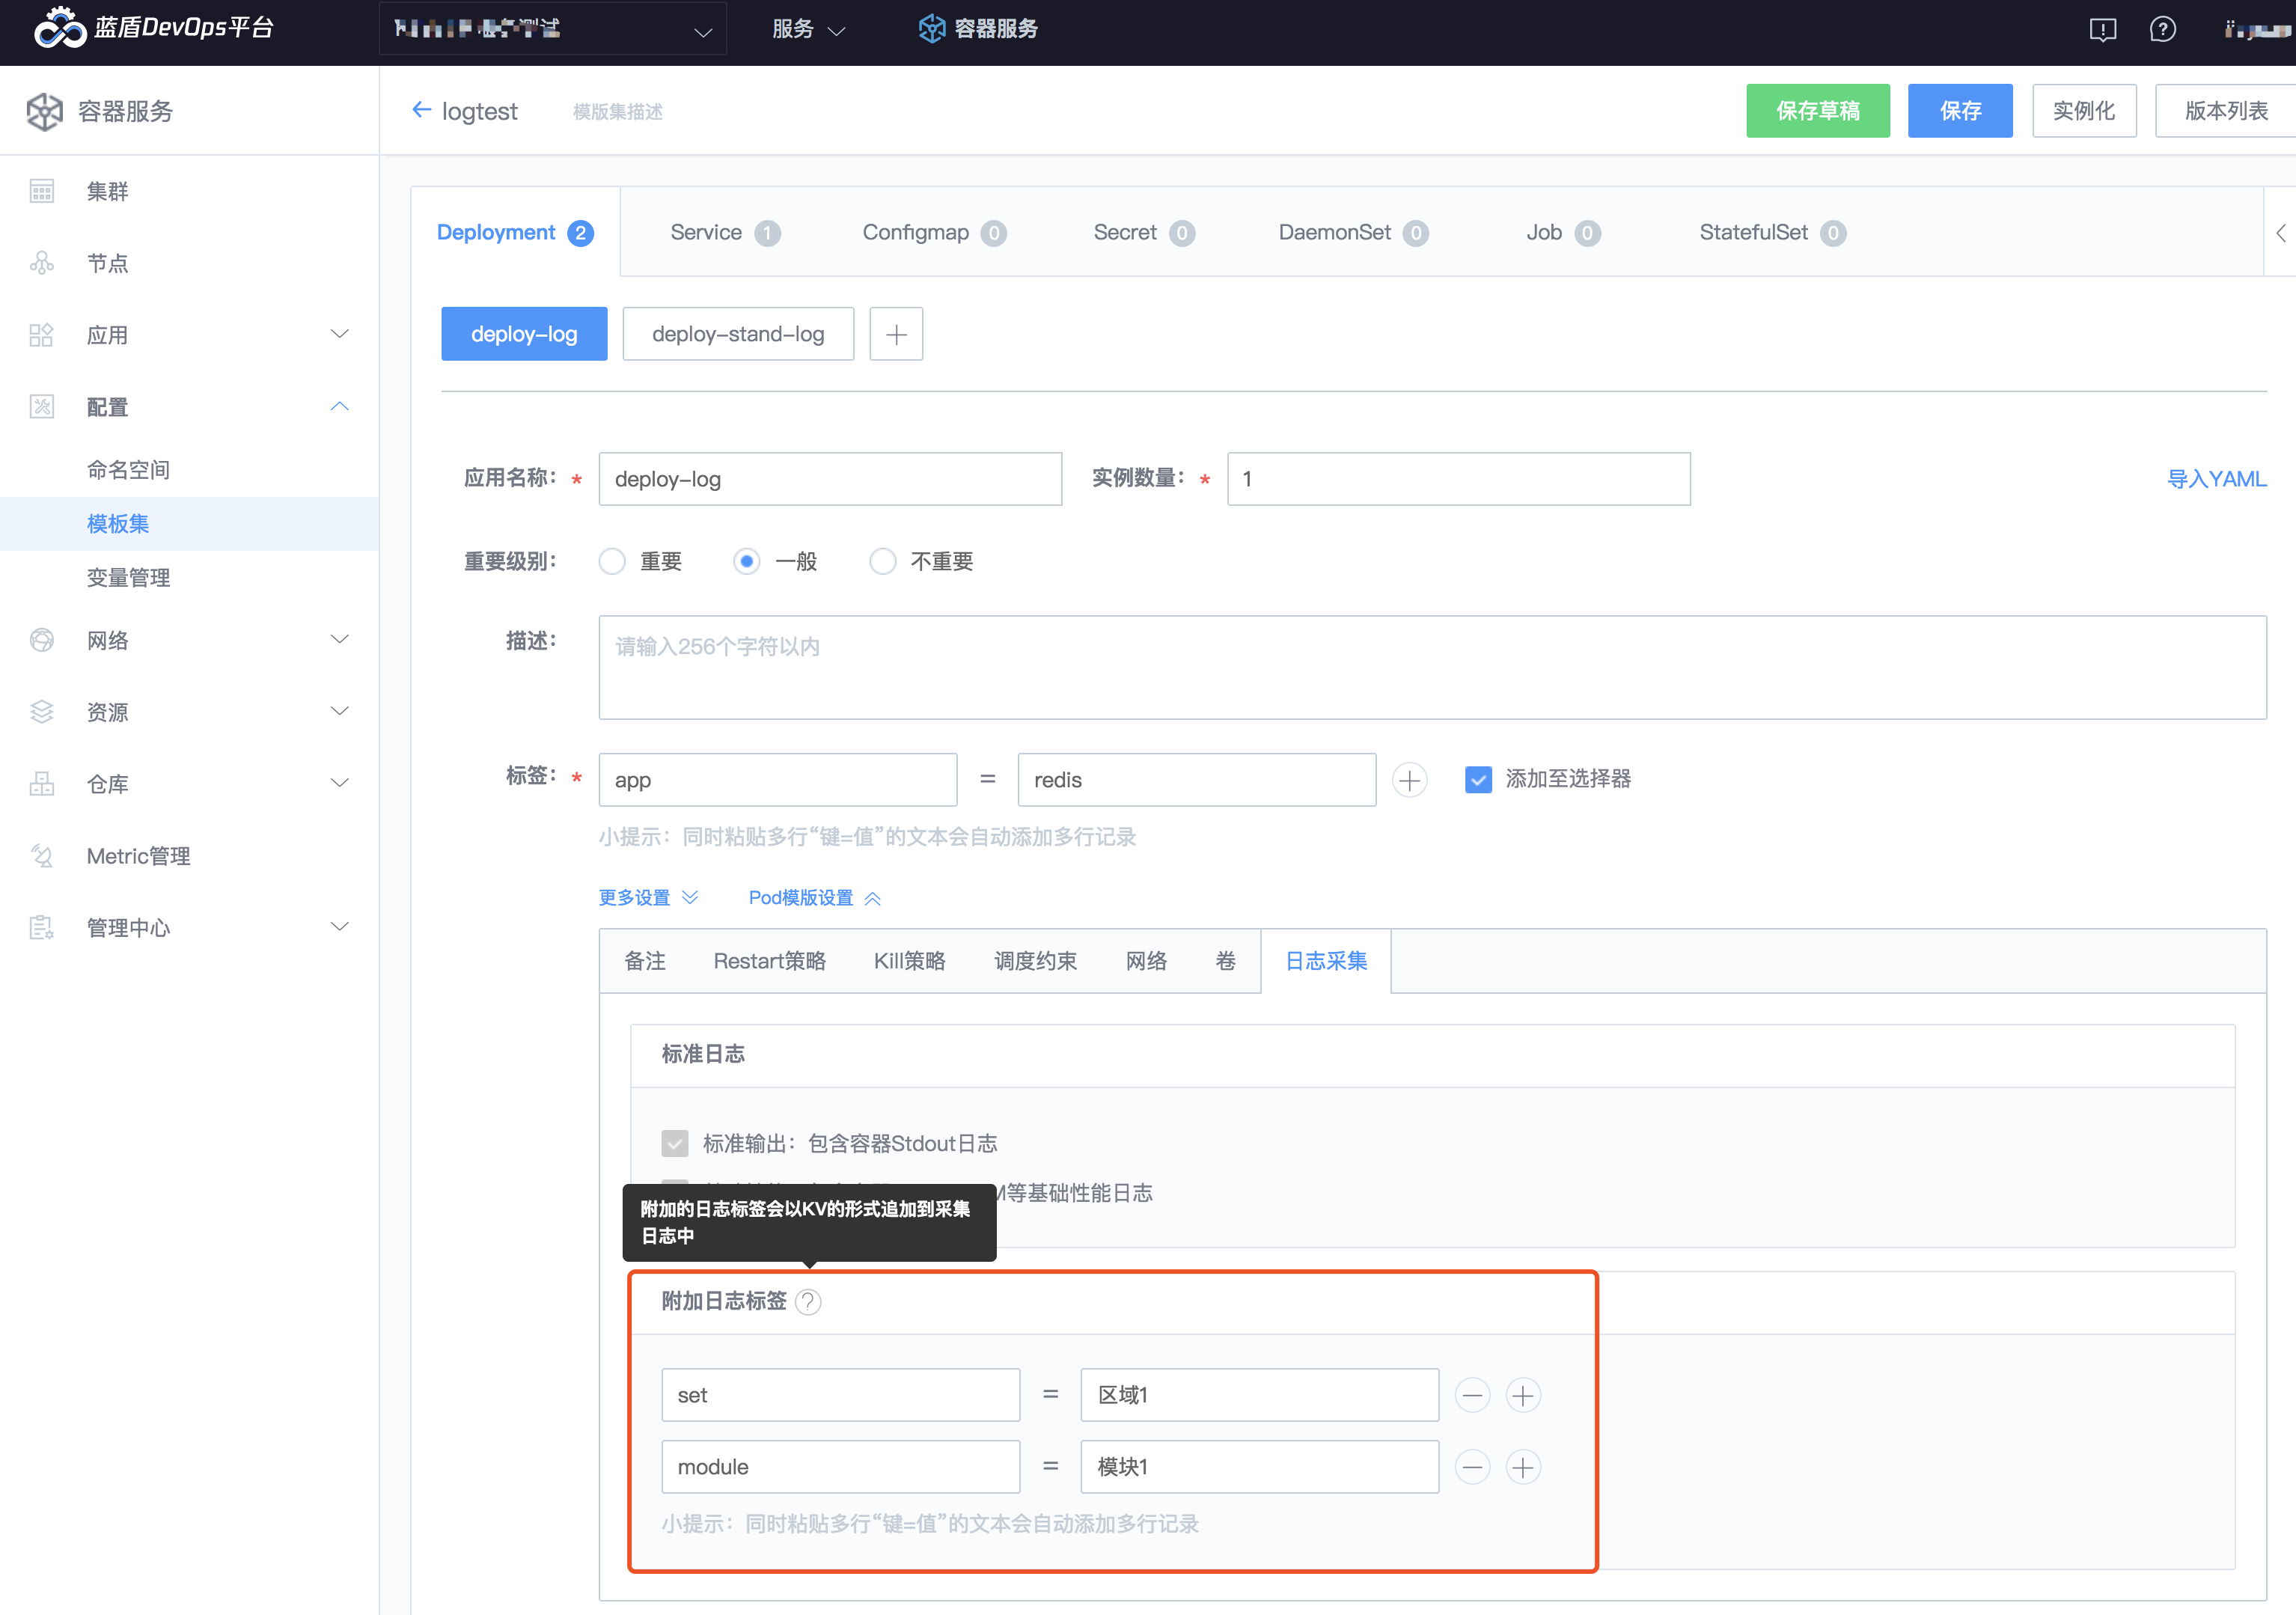 蓝盾DevOps平台
测试
服务
容器服务
容器服务
logtest
模版集描述
保存草稿
保存
实例化
版本列表
集群
节点
应用
配置
命名空间
模板集
变量管理
网络
资源
仓库
Metric管理
管理中心
Deployment 2
Service 1
Configmap 0
Secret 0
DaemonSet 0
Job 0
StatefulSet 0
deploy-log
deploy-stand-log
应用名称： * deploy-log
实例数量： * 1
导入YAML
重要级别： 重要 一般 不重要
描述： 请输入256个字符以内
标签： * app = redis 添加至选择器
小提示：同时粘贴多行“键=值”的文本会自动添加多行记录
更多设置
Pod模版设置
备注
Restart策略
Kill策略
调度约束
网络
卷
日志采集
标准日志
标准输出：包含容器Stdout日志
M等基础性能日志
附加的日志标签会以KV的形式追加到采集
日志中
附加日志标签
set = 区域1
module = 模块1
小提示：同时粘贴多行“键=值”的文本会自动添加多行记录